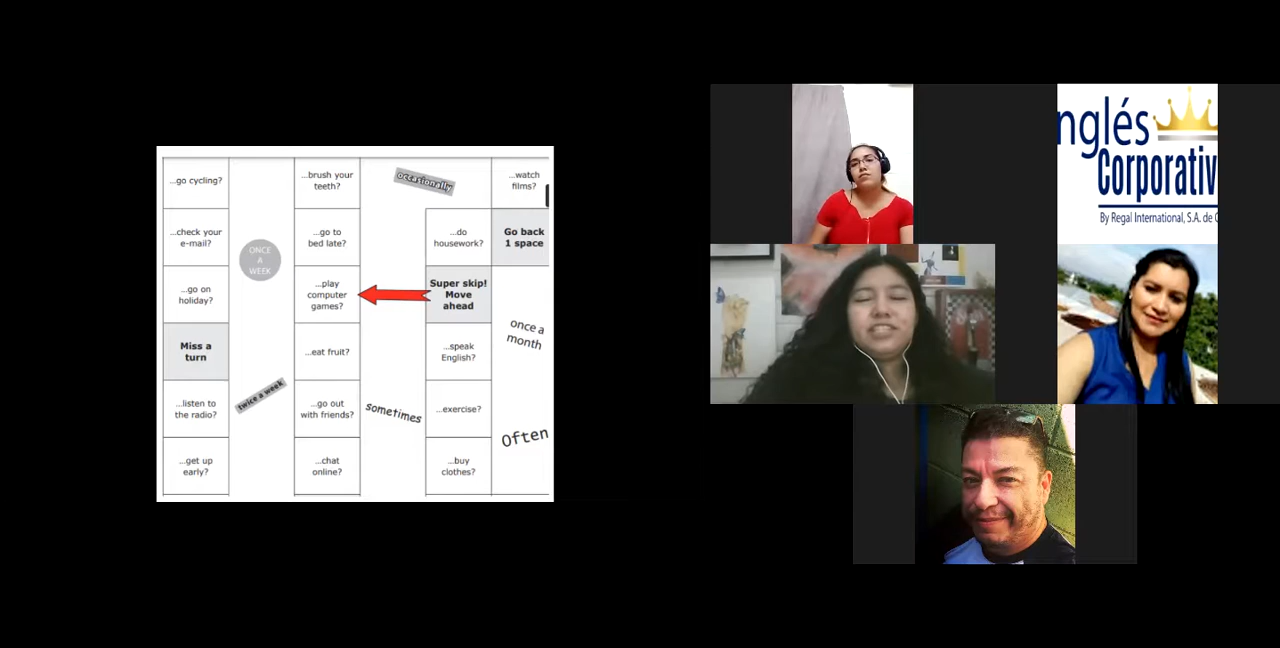 ...go cycling?
...brush your
teeth?
occasionally
...watch
films?
...check your
e-mail?
ONCE
A
WEEK
...go to
bed late?
...do
housework?
Go back
1 space
...go on
holiday?
...play
computer
games?
Super skip!
Move
ahead
once a
month
Miss a
turn
...eat fruit?
...speak
English?
...listen to
the radio?
twice a week
...go out
with friends?
sometimes
...exercise?
Often
...get up
early?
...chat
online?
...buy
clothes?
nglés
Corporativ
By Regal International, S.A. de C